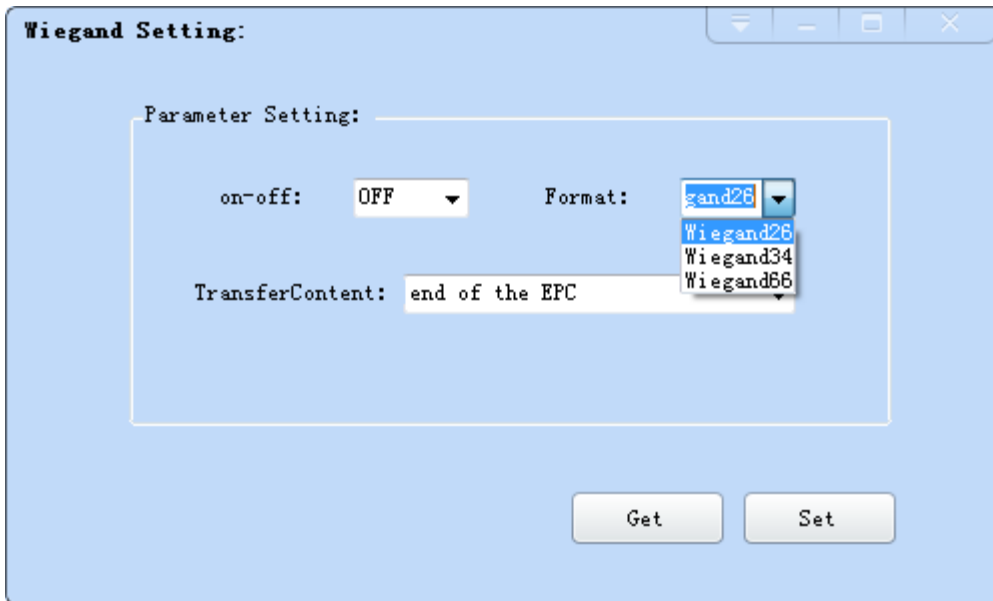 Wiegand Setting:
Parameter Setting:
on-off: OFF Format: gand26
Wiegand26
Wiegand34
Wiegand66
TransferContent: end of the EPC
Get Set